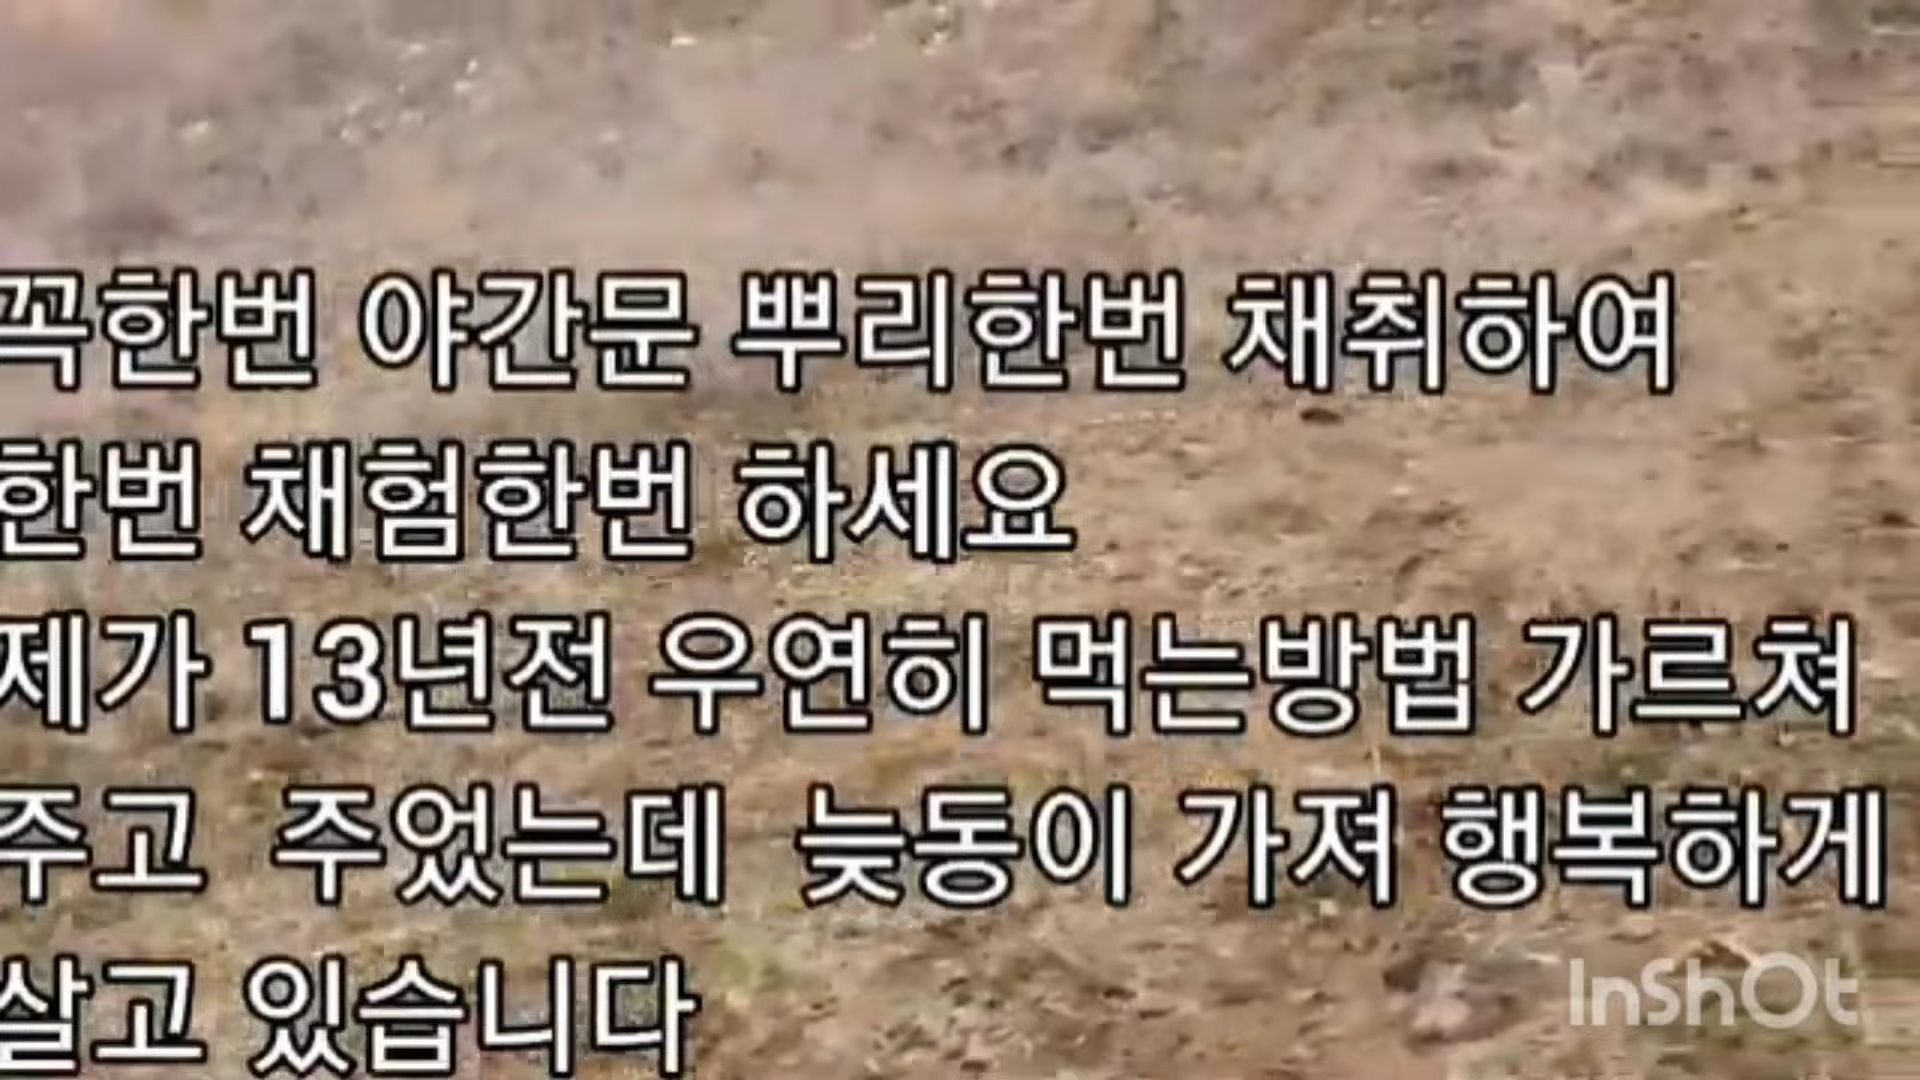 꼭한번 야간문 뿌리한번 채취하여
한번 채험한번 하세요
제가 13년전 우연히 먹는방법 가르쳐
주고 주었는데 늦동이 가져 행복하게
살고 있습니다
InShOt